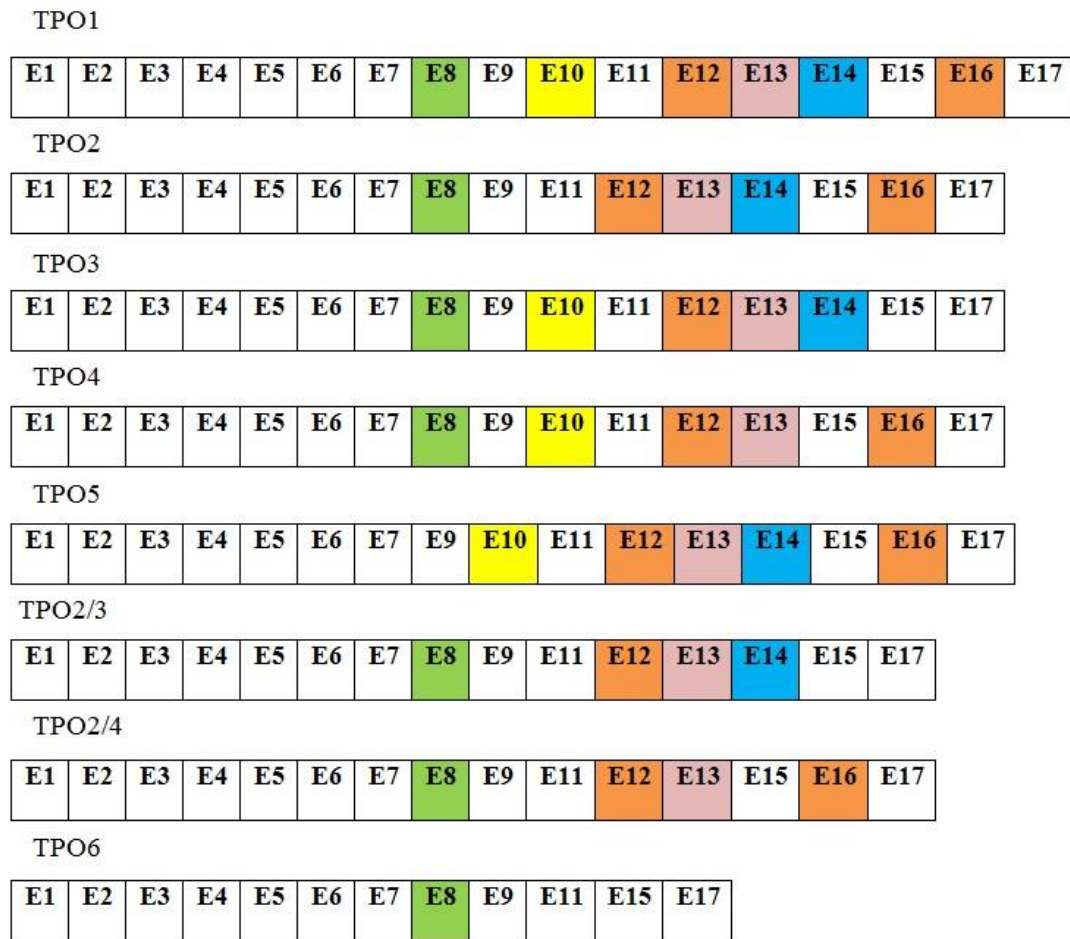 TPO1
E1 E2 E3 E4 E5 E6 E7 E8 E9 E10 E11 E12 E13 E14 E15 E16 E17
TPO2
E1 E2 E3 E4 E5 E6 E7 E8 E9 E11 E12 E13 E14 E15 E16 E17
TPO3
E1 E2 E3 E4 E5 E6 E7 E8 E9 E10 E11 E12 E13 E14 E15 E17
TPO4
E1 E2 E3 E4 E5 E6 E7 E8 E9 E10 E11 E12 E13 E15 E16 E17
TPO5
E1 E2 E3 E4 E5 E6 E7 E9 E10 E11 E12 E13 E14 E15 E16 E17
TPO2/3
E1 E2 E3 E4 E5 E6 E7 E8 E9 E11 E12 E13 E14 E15 E17
TPO2/4
E1 E2 E3 E4 E5 E6 E7 E8 E9 E11 E12 E13 E15 E16 E17
TPO6
E1 E2 E3 E4 E5 E6 E7 E8 E9 E11 E15 E17